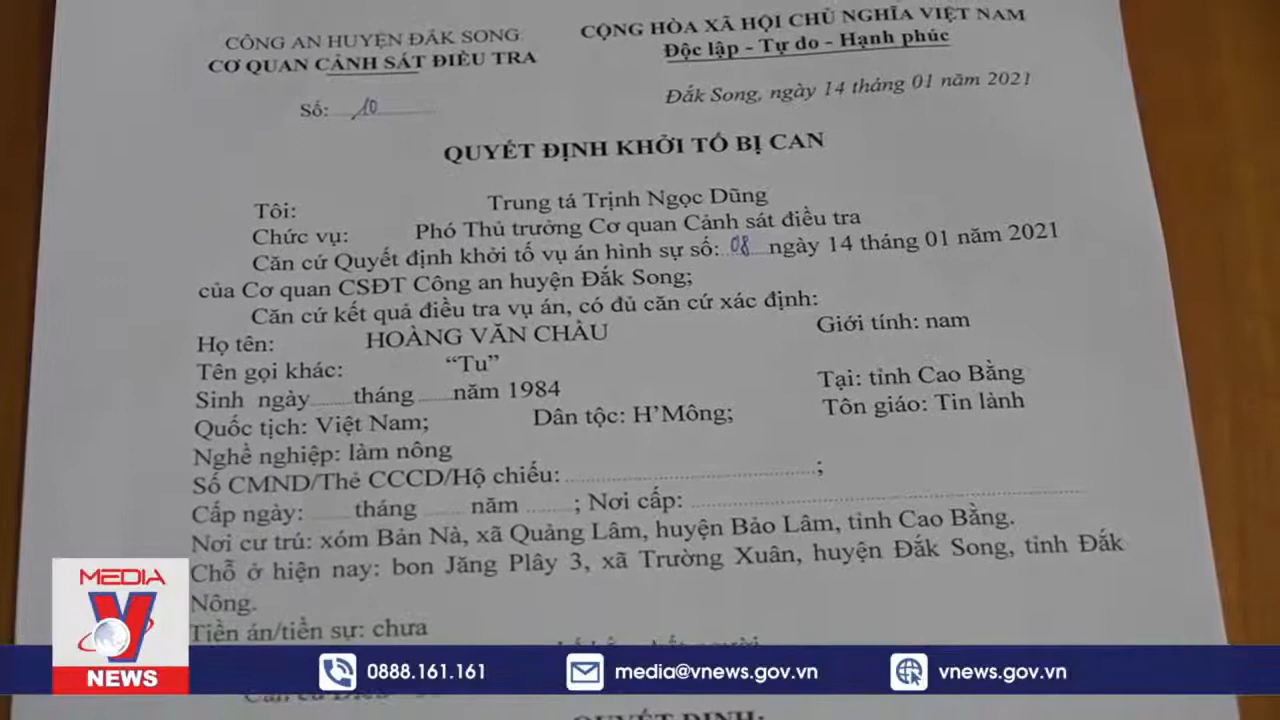 CÔNG AN HUYỆN ĐẮK SONG
CƠ QUAN CẢNH SÁT ĐIỀU TRA
CỘNG HÒA XÃ HỘI CHỦ NGHĨA VIỆT NAM
Độc lập - Tự do - Hạnh phúc
Số: 10
Đắk Song, ngày 14 tháng 01 năm 2021
QUYẾT ĐỊNH KHỞI TỐ BỊ CAN
Tôi: Trung tá Trịnh Ngọc Dũng
Chức vụ: Phó Thủ trưởng Cơ quan Cảnh sát điều tra
Căn cứ Quyết định khởi tố vụ án hình sự số: 08 ngày 14 tháng 01 năm 2021
của Cơ quan CSĐT Công an huyện Đắk Song;
Căn cứ kết quả điều tra vụ án, có đủ căn cứ xác định:
Họ tên: HOÀNG VĂN CHÂU Giới tính: nam
Tên gọi khác: “Tu”
Sinh ngày......tháng......năm 1984 Tại: tỉnh Cao Bằng
Quốc tịch: Việt Nam; Dân tộc: H’Mông; Tôn giáo: Tin lành
Nghề nghiệp: làm nông
Số CMND/Thẻ CCCD/Hộ chiếu: ........................;
Cấp ngày: ...... tháng ...... năm ...... ; Nơi cấp: ........................
Nơi cư trú: xóm Bản Nà, xã Quảng Lâm, huyện Bảo Lâm, tỉnh Cao Bằng.
Chỗ ở hiện nay: bon Jăng Plây 3, xã Trường Xuân, huyện Đắk Song, tỉnh Đắk
Nông.
Tiền án/tiền sự: chưa
MEDIA
V
NEWS
0888.161.161
media@vnews.gov.vn
vnews.gov.vn
QUYẾT ĐỊNH: